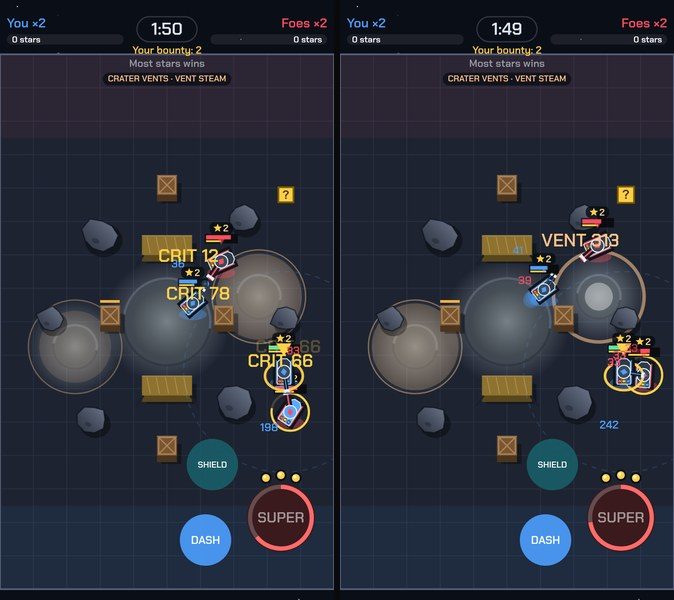 You ×2
1:50
Foes ×2
0 stars
0 stars
Your bounty: 2
Most stars wins
CRATER VENTS · VENT STEAM
?
★2
CRIT 12
36
★2
CRIT 78
★2
CRIT 66
198
SHIELD
SUPER
DASH
You ×2
1:49
Foes ×2
0 stars
0 stars
Your bounty: 2
Most stars wins
CRATER VENTS · VENT STEAM
?
★2
VENT 313
41
★2
39
★2
★2
242
SHIELD
SUPER
DASH